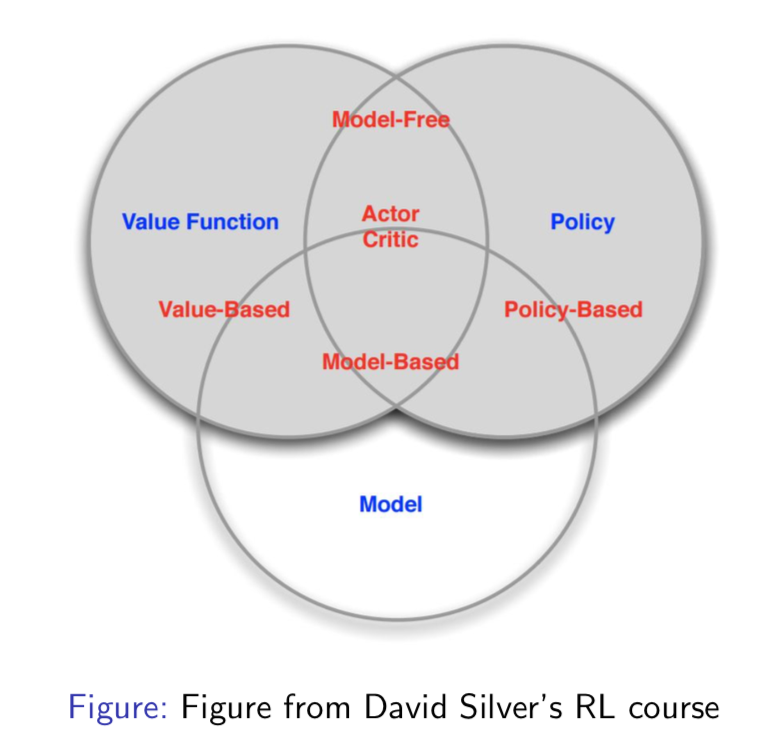 Model-Free
Actor
Critic
Value Function
Policy
Value-Based
Policy-Based
Model-Based
Model
Figure: Figure from David Silver's RL course